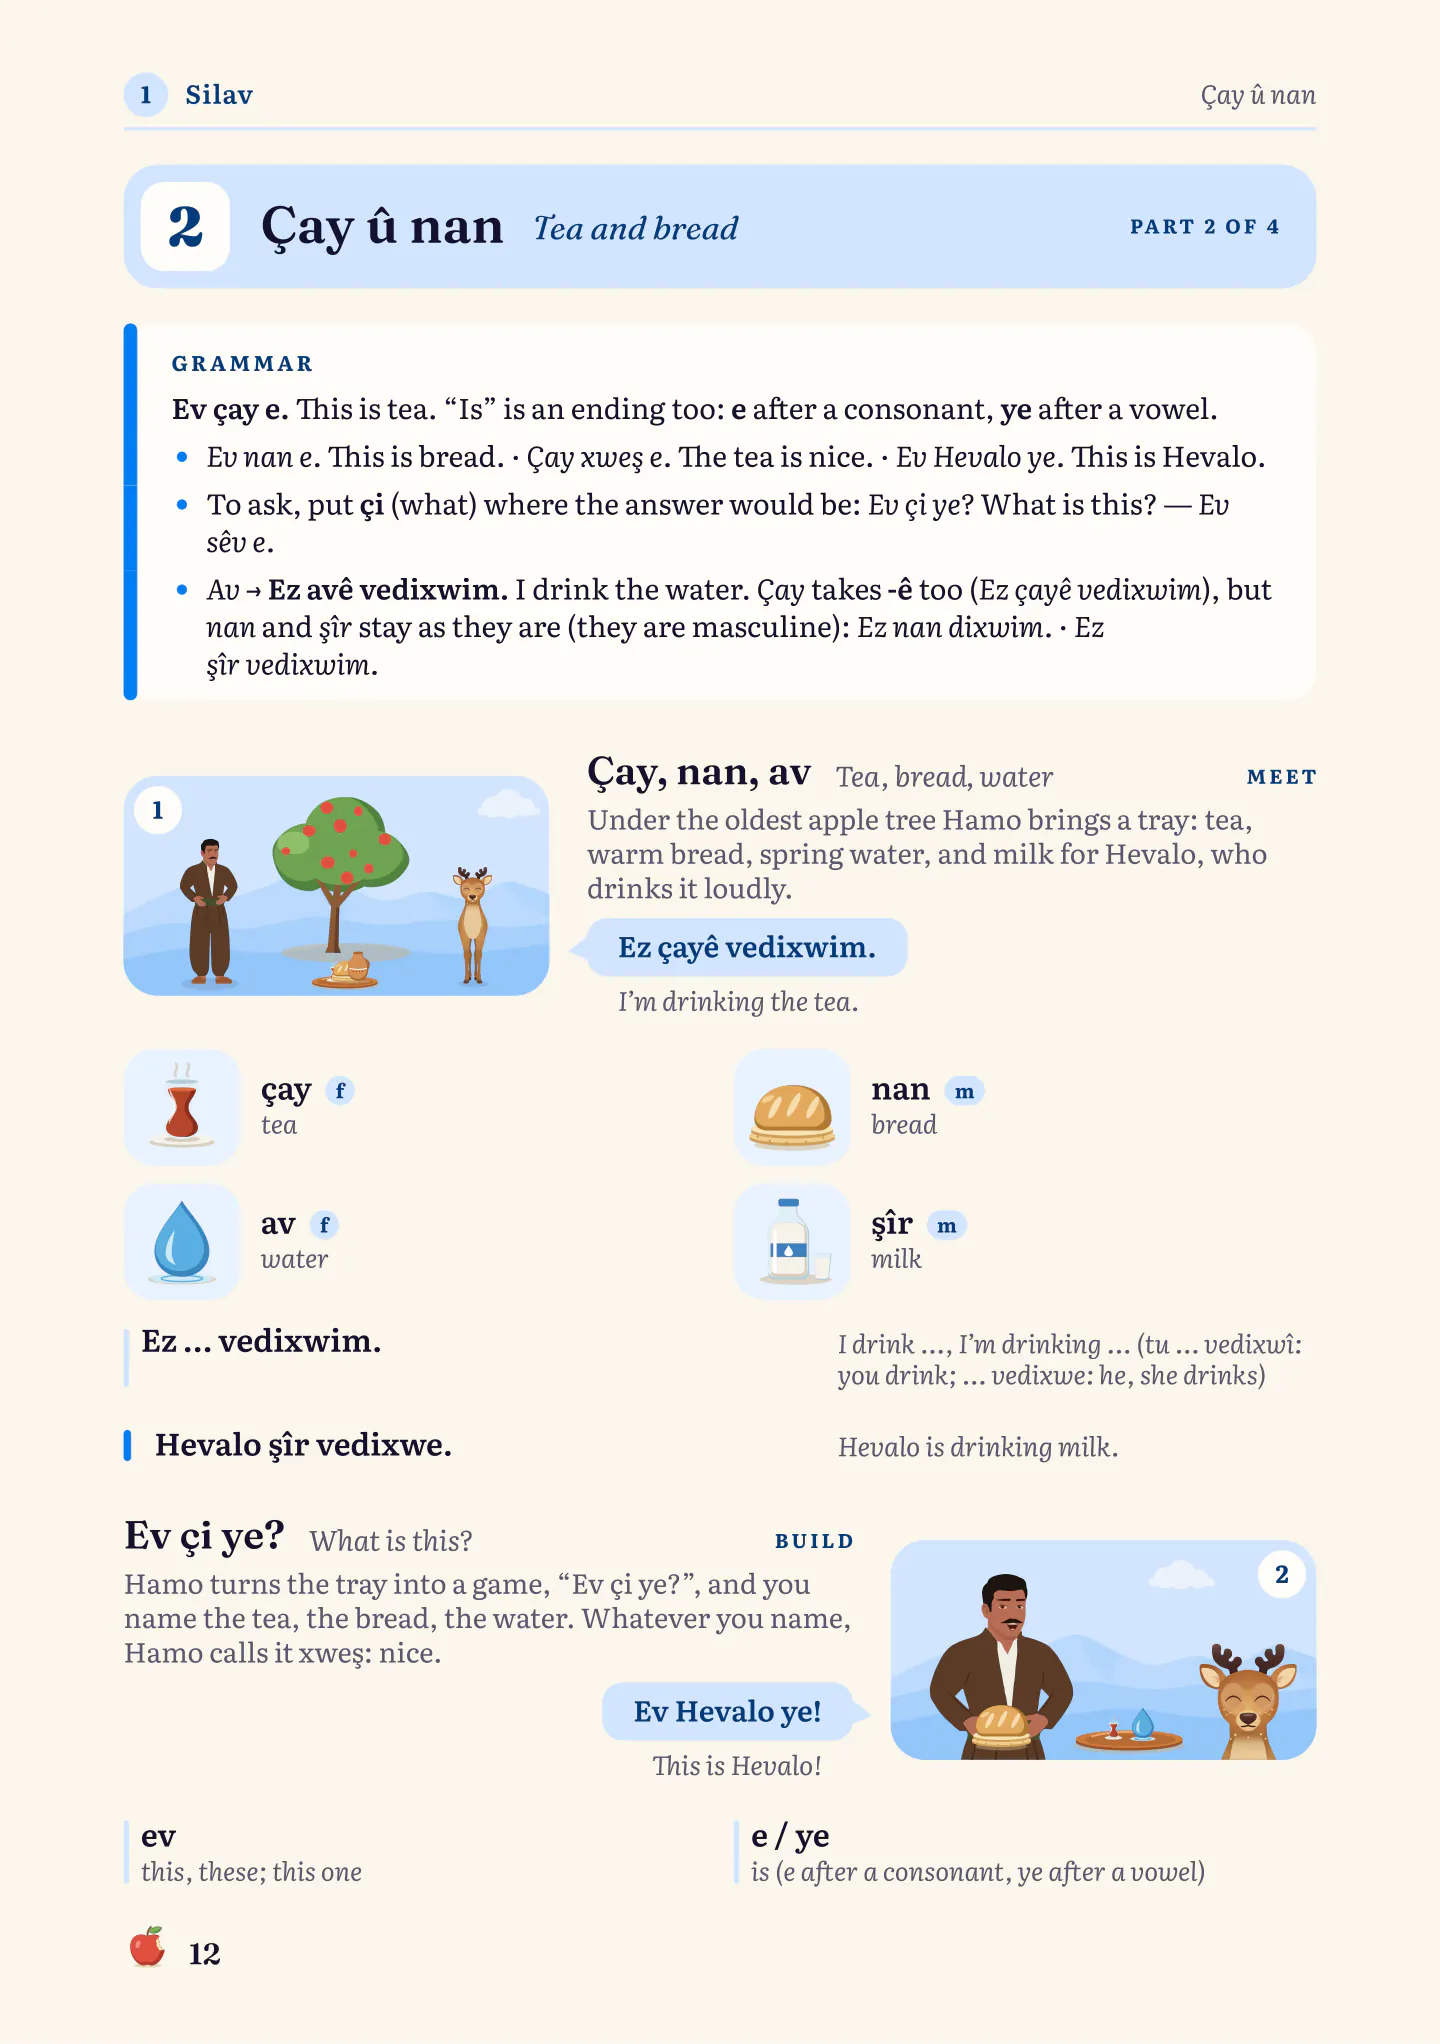 1 Silav
Çay û nan
2 Çay û nan Tea and bread PART 2 OF 4
GRAMMAR
Ev çay e. This is tea. “Is” is an ending too: e after a consonant, ye after a vowel.
• Ev nan e. This is bread. · Çay xweş e. The tea is nice. · Ev Hevalo ye. This is Hevalo.
• To ask, put çi (what) where the answer would be: Ev çi ye? What is this? — Ev
sêv e.
• Av → Ez avê vedixwim. I drink the water. Çay takes -ê too (Ez çayê vedixwim), but
nan and şîr stay as they are (they are masculine): Ez nan dixwim. · Ez
şîr vedixwim.
1
Çay, nan, av Tea, bread, water MEET
Under the oldest apple tree Hamo brings a tray: tea,
warm bread, spring water, and milk for Hevalo, who
drinks it loudly.
Ez çayê vedixwim.
I’m drinking the tea.
çay f
tea
nan m
bread
av f
water
şîr m
milk
Ez … vedixwim.
I drink …, I’m drinking … (tu … vedixwî:
you drink; … vedixwe: he, she drinks)
Hevalo şîr vedixwe.
Hevalo is drinking milk.
Ev çi ye? What is this? BUILD
Hamo turns the tray into a game, “Ev çi ye?”, and you
name the tea, the bread, the water. Whatever you name,
Hamo calls it xweş: nice.
Ev Hevalo ye!
This is Hevalo!
2
ev
this, these; this one
e / ye
is (e after a consonant, ye after a vowel)
12